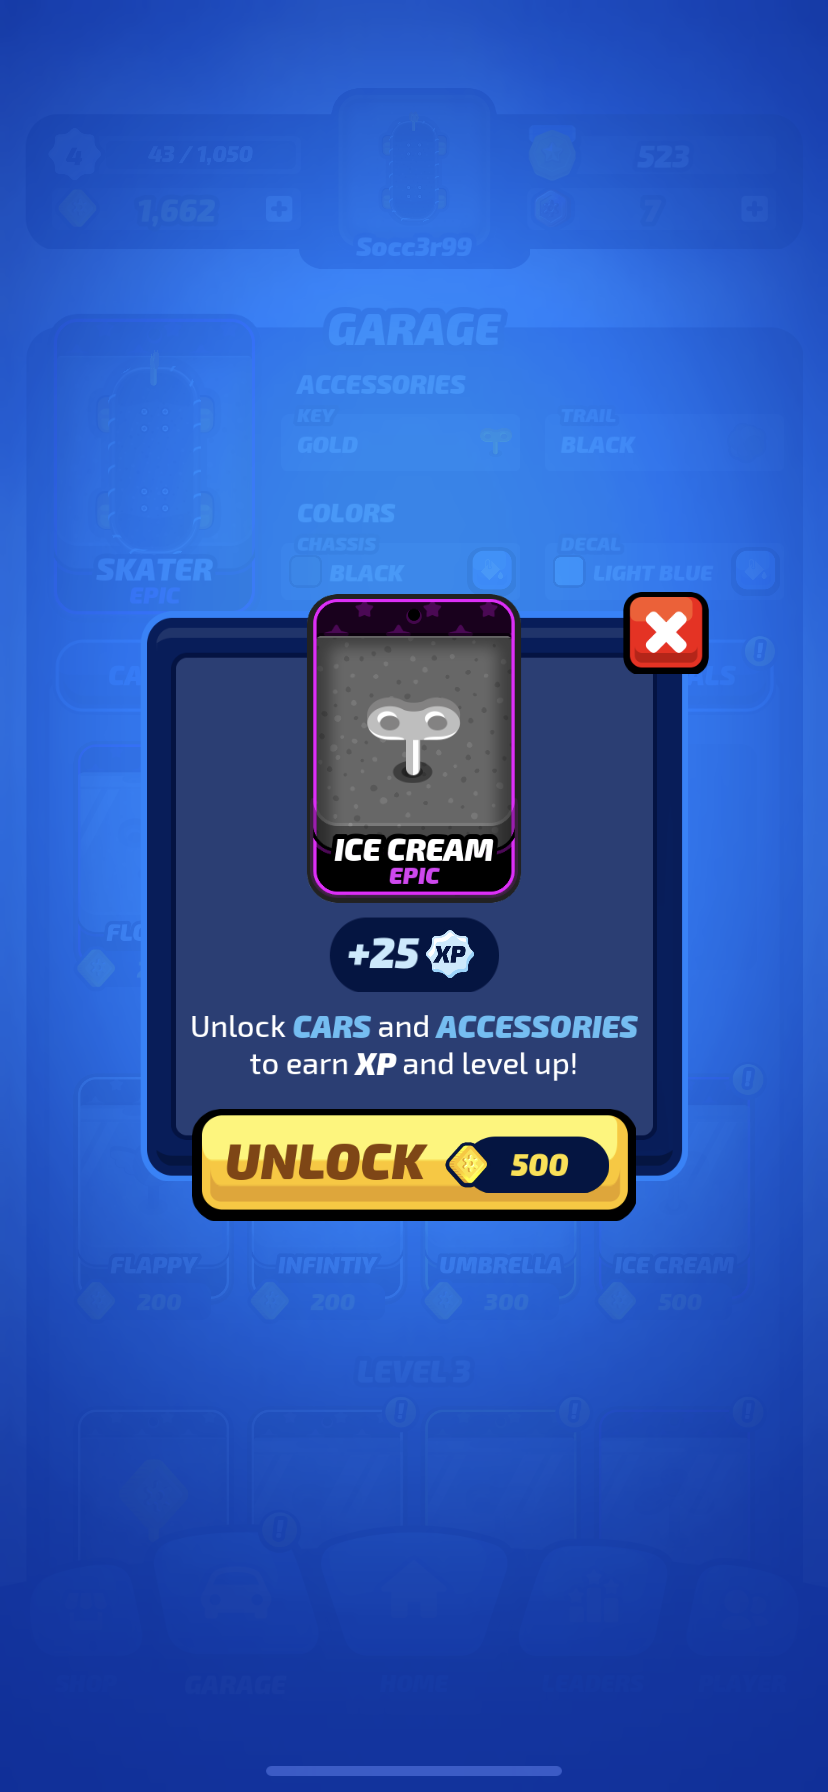 4
43 / 1,050
523
1,662
7
Socc3r99
GARAGE
ACCESSORIES
KEY
TRAIL
GOLD
BLACK
COLORS
CHASSIS
DECAL
BLACK
LIGHT BLUE
SKATER
EPIC
ICE CREAM
EPIC
+25 XP
Unlock CARS and ACCESSORIES
to earn XP and level up!
UNLOCK 500
FLAPPY
INFINTIY
UMBRELLA
ICE CREAM
200
200
300
500
LEVEL 3
GARAGE